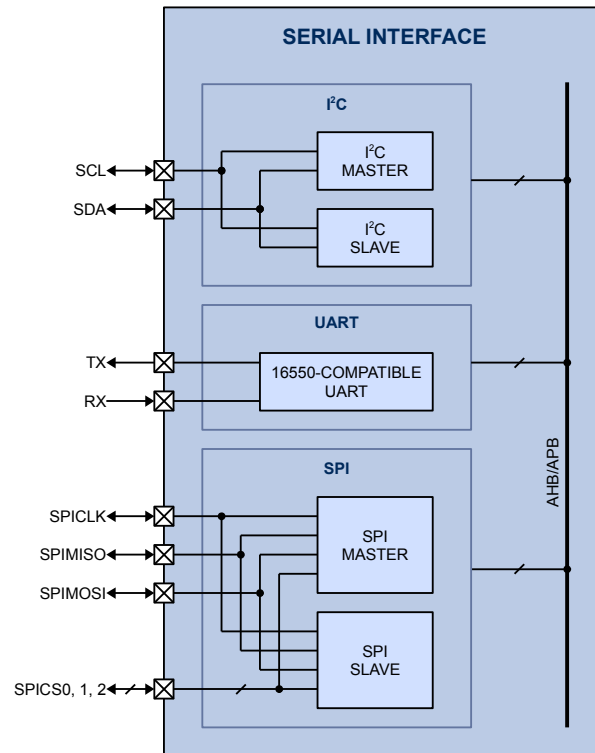 SERIAL INTERFACE
I²C
SCL
SDA
I²C
MASTER
I²C
SLAVE
UART
TX
RX
16550-COMPATIBLE
UART
AHB/APB
SPI
SPICLK
SPIMISO
SPIMOSI
SPICS0, 1, 2
SPI
MASTER
SPI
SLAVE